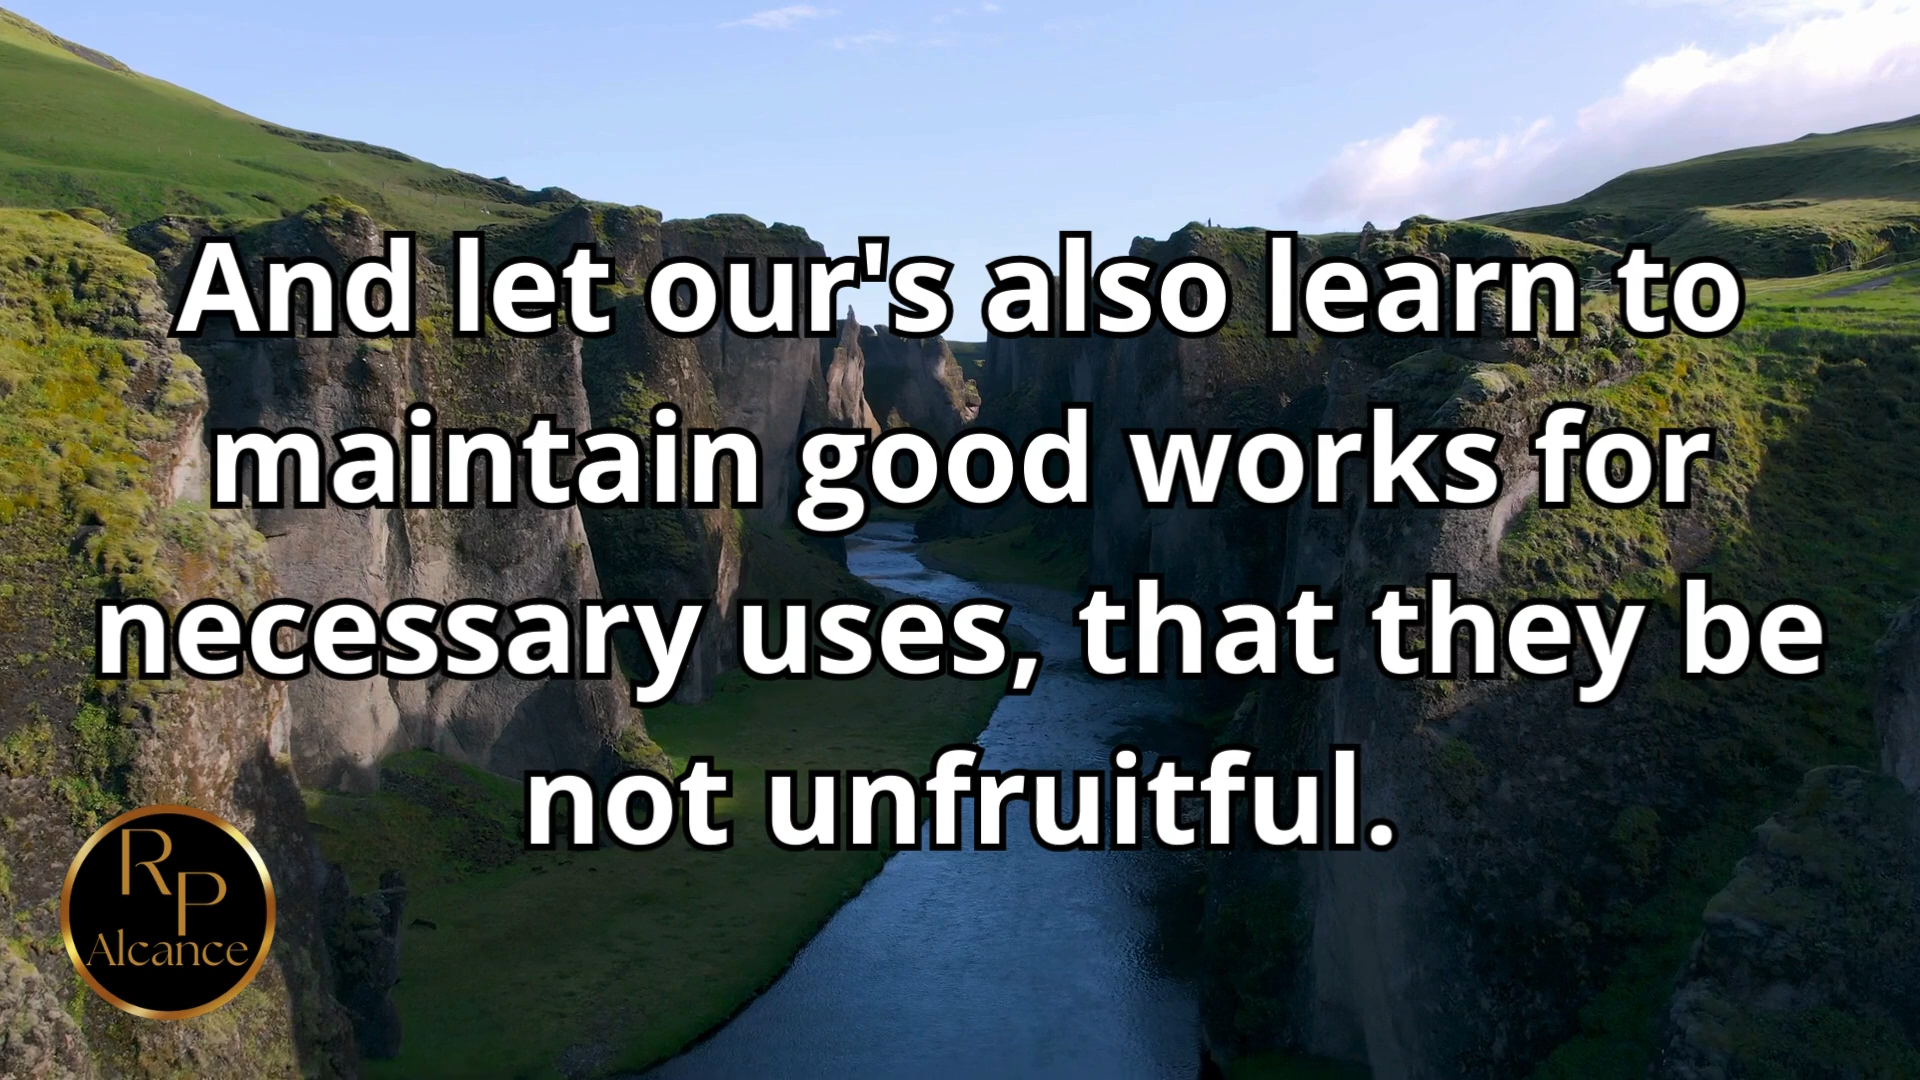 And let our's also learn to
maintain good works for
necessary uses, that they be
not unfruitful.
RP
Alcance